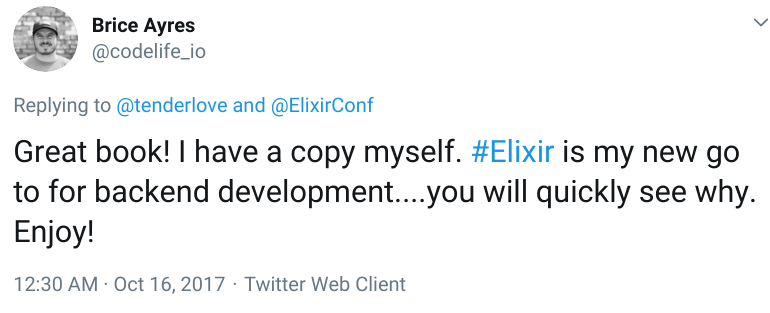 Brice Ayres
@codelife_io
Replying to @tenderlove and @ElixirConf
Great book! I have a copy myself. #Elixir is my new go
to for backend development....you will quickly see why.
Enjoy!
12:30 AM · Oct 16, 2017 · Twitter Web Client